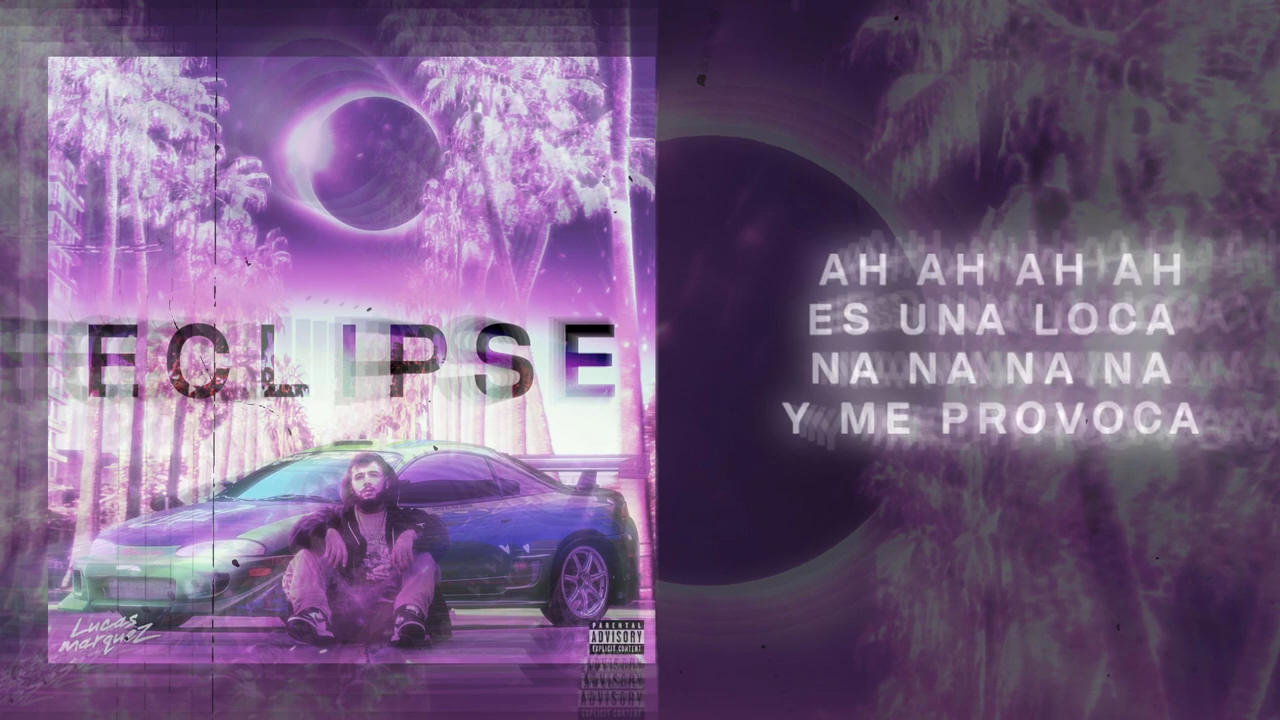 ECLIPSE
Lucas
marquez
PARENTAL
ADVISORY
EXPLICIT CONTENT
AH AH AH AH
ES UNA LOCA
NA NA NA NA
Y ME PROVOCA